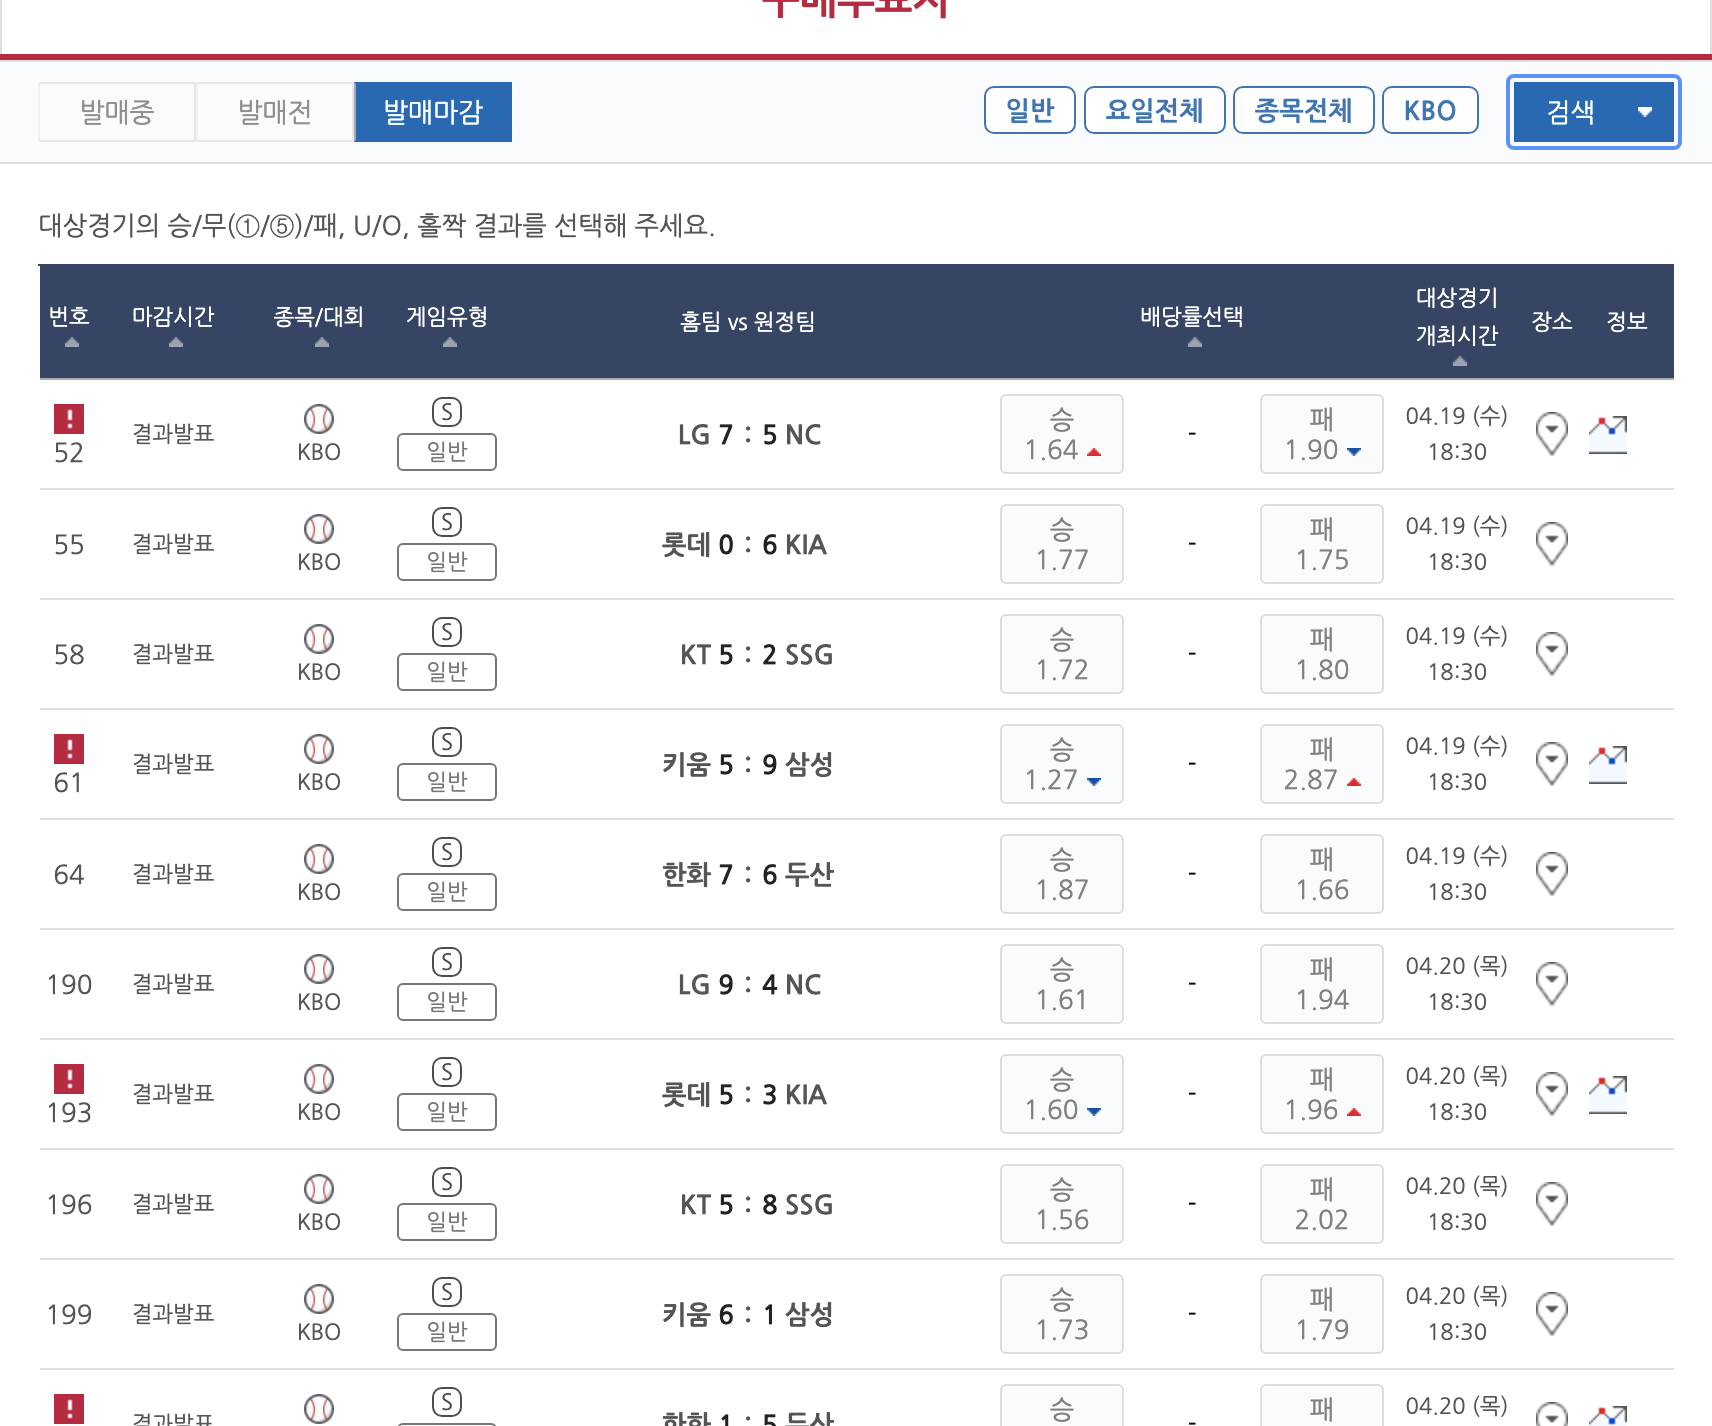 구매투표지
발매중 발매전 발매마감 일반 요일전체 종목전체 KBO 검색
대상경기의 승/무(①/⑤)/패, U/O, 홀짝 결과를 선택해 주세요.
번호 마감시간 종목/대회 게임유형 홈팀 vs 원정팀 배당률선택 대상경기 개최시간 장소 정보
52 결과발표 KBO S 일반 LG 7 : 5 NC 승 1.64 - 패 1.90 04.19 (수) 18:30
55 결과발표 KBO S 일반 롯데 0 : 6 KIA 승 1.77 - 패 1.75 04.19 (수) 18:30
58 결과발표 KBO S 일반 KT 5 : 2 SSG 승 1.72 - 패 1.80 04.19 (수) 18:30
61 결과발표 KBO S 일반 키움 5 : 9 삼성 승 1.27 - 패 2.87 04.19 (수) 18:30
64 결과발표 KBO S 일반 한화 7 : 6 두산 승 1.87 - 패 1.66 04.19 (수) 18:30
190 결과발표 KBO S 일반 LG 9 : 4 NC 승 1.61 - 패 1.94 04.20 (목) 18:30
193 결과발표 KBO S 일반 롯데 5 : 3 KIA 승 1.60 - 패 1.96 04.20 (목) 18:30
196 결과발표 KBO S 일반 KT 5 : 8 SSG 승 1.56 - 패 2.02 04.20 (목) 18:30
199 결과발표 KBO S 일반 키움 6 : 1 삼성 승 1.73 - 패 1.79 04.20 (목) 18:30
결과발표 S 한화 1 : 5 두산 승 - 패 04.20 (목)